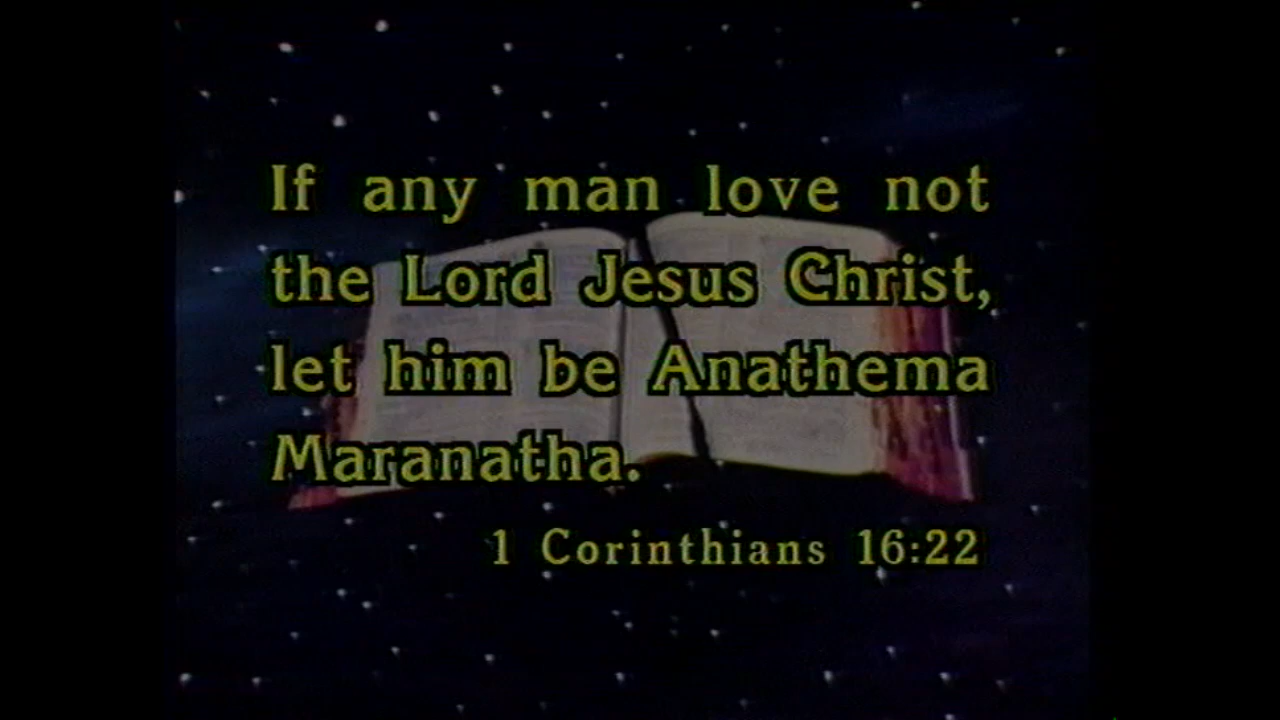 If any man love not
the Lord Jesus Christ,
let him be Anathema
Maranatha.
1 Corinthians 16:22